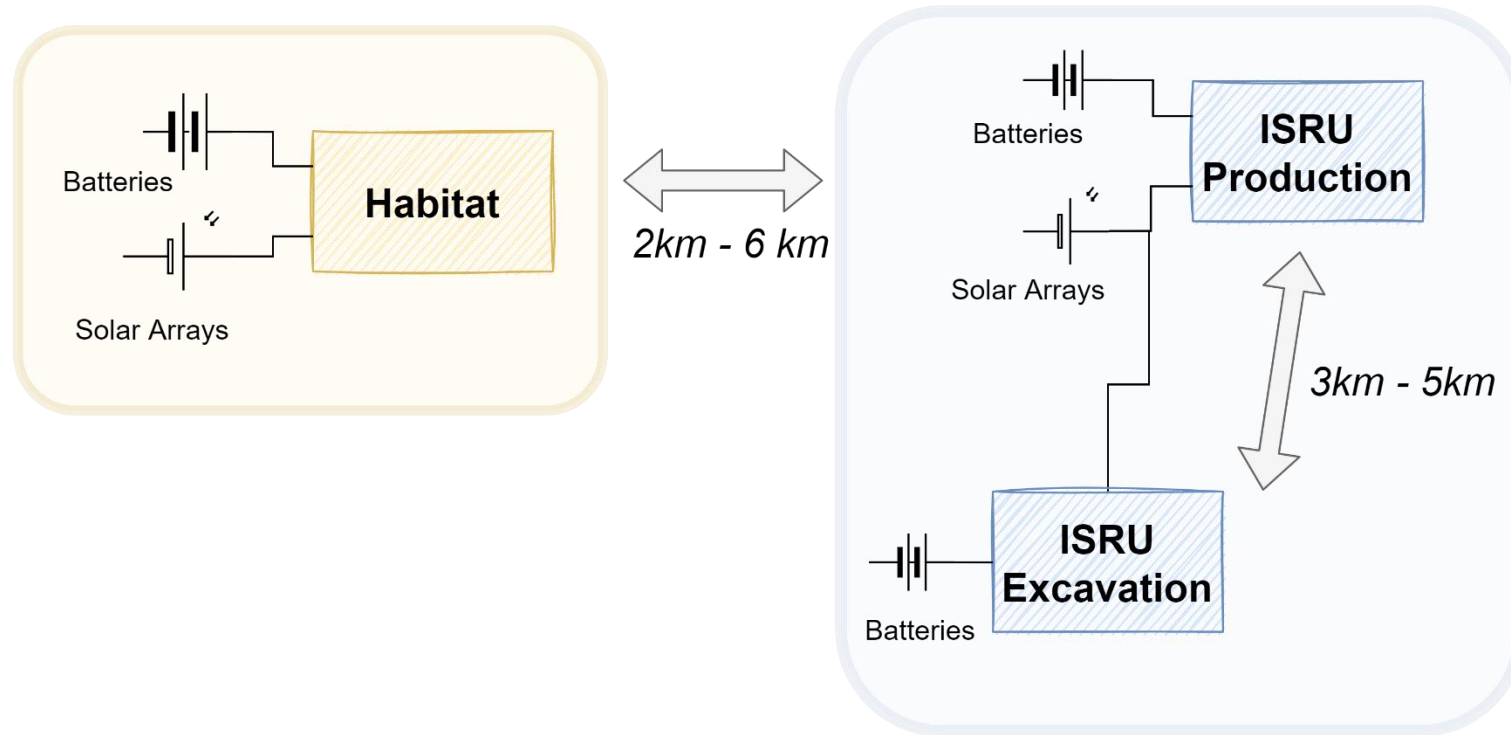 Batteries
Habitat
Solar Arrays
2km - 6 km
Batteries
ISRU
Production
Solar Arrays
3km - 5km
ISRU
Excavation
Batteries